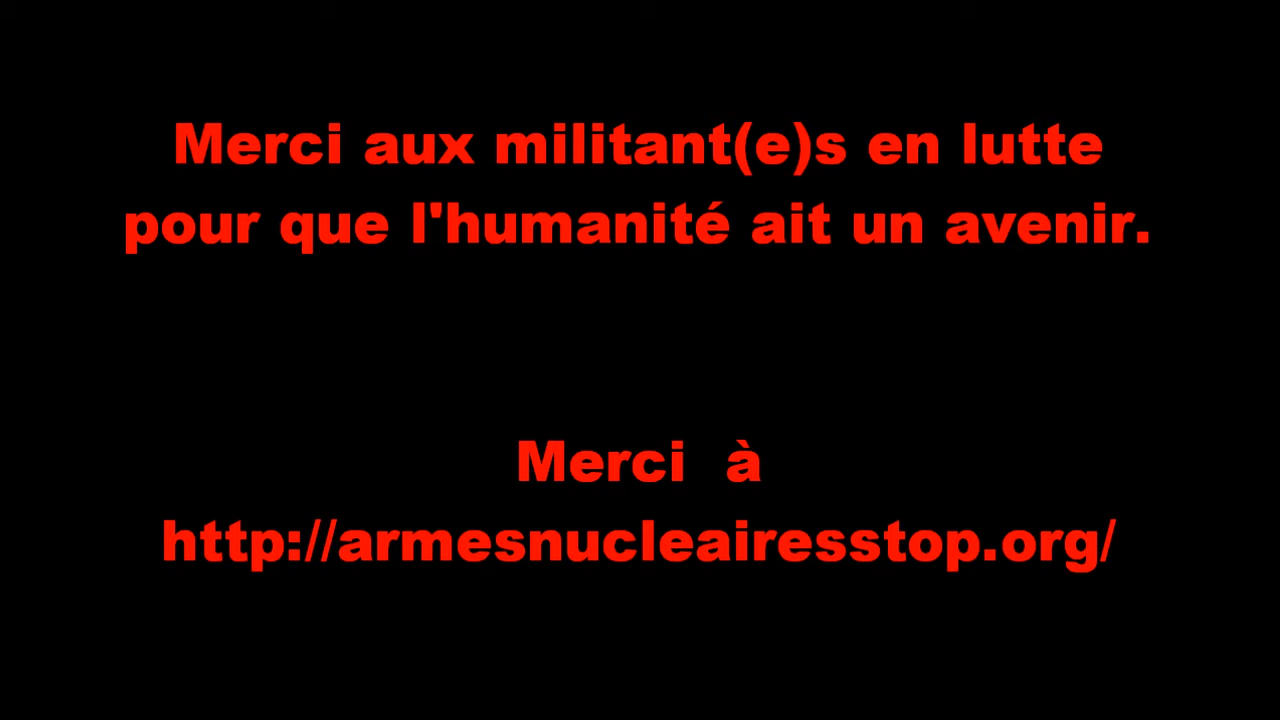 Merci aux militant(e)s en lutte
pour que l'humanité ait un avenir.
Merci à
http://armesnucleairesstop.org/